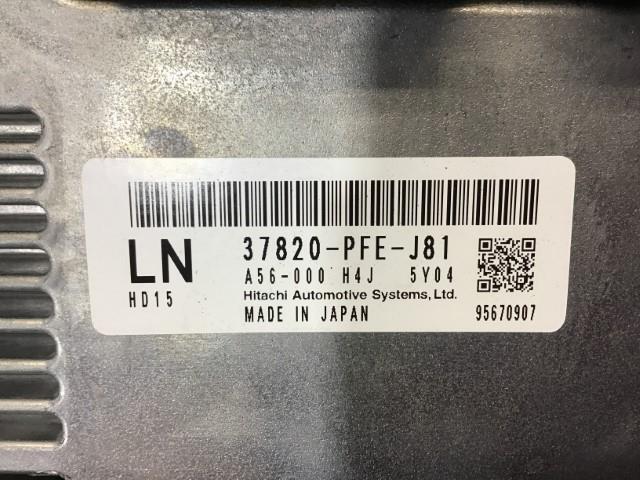 LN 37820-PFE-J81
A56-000 H4J 5Y04
HD15 Hitachi Automotive Systems, Ltd.
MADE IN JAPAN 95670907